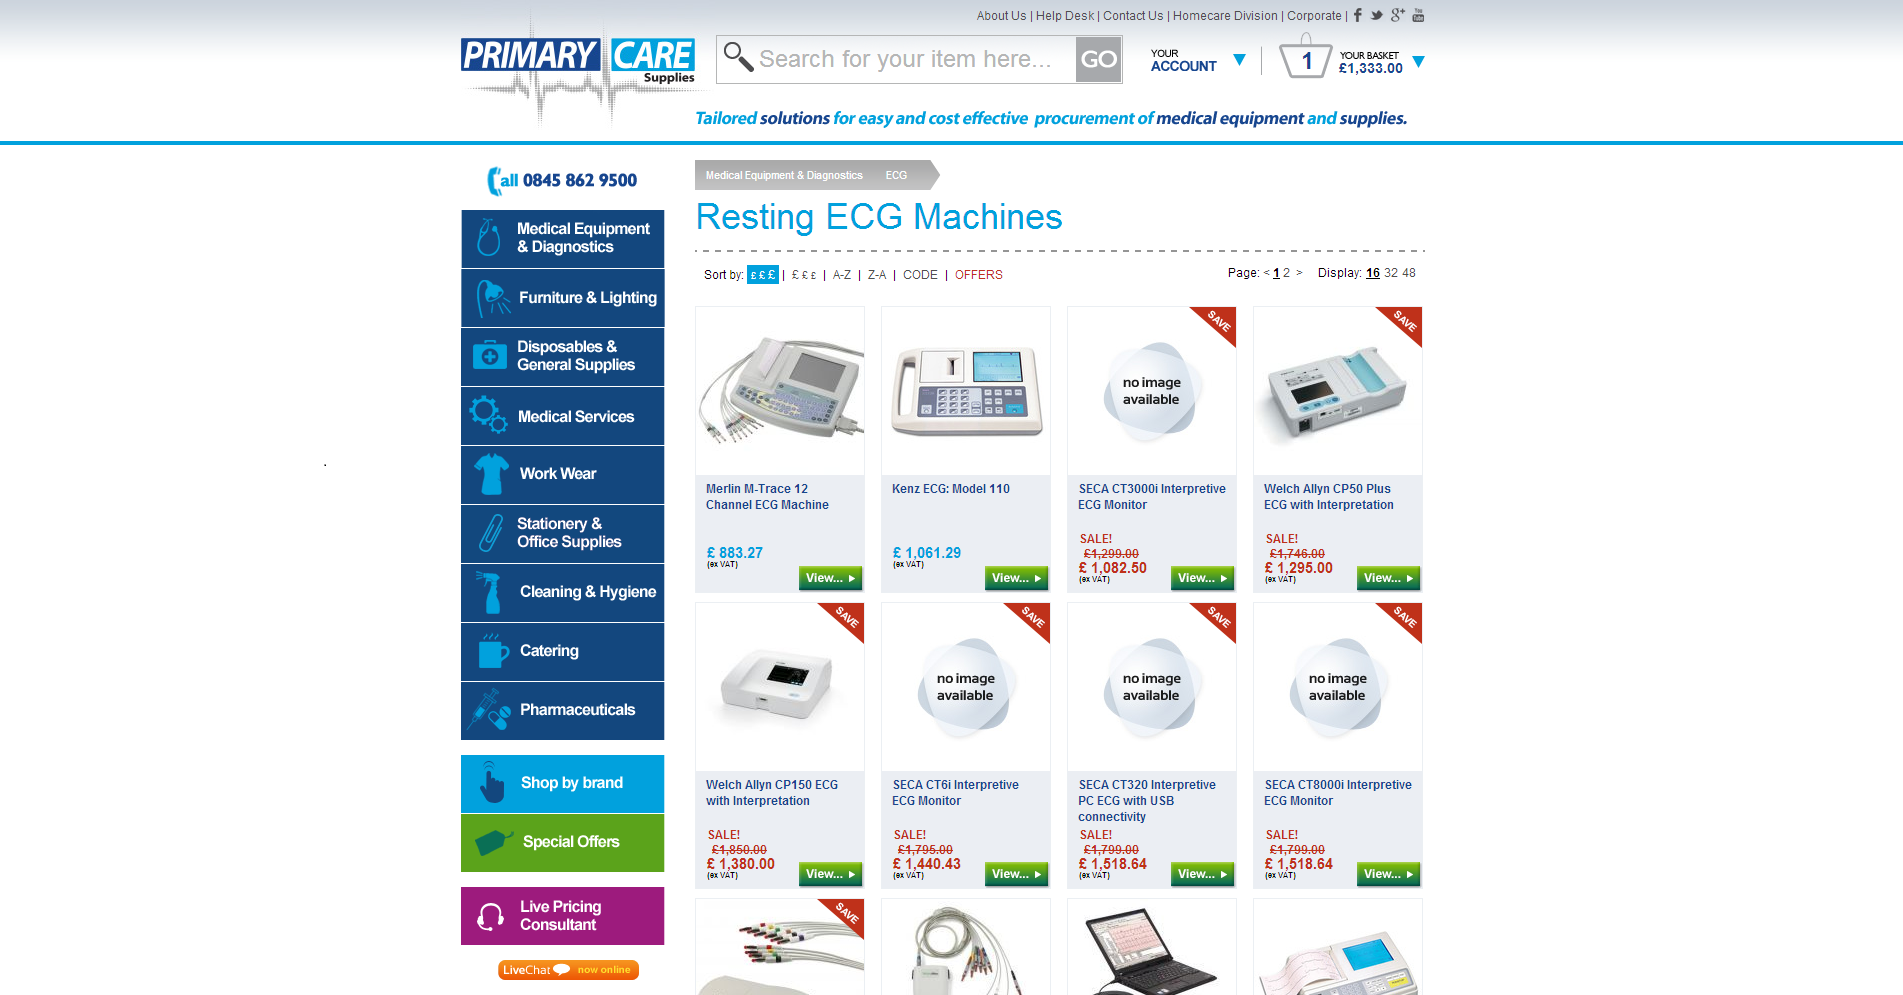 About Us | Help Desk | Contact Us | Homecare Division | Corporate |
PRIMARY CARE
Supplies
Search for your item here...
GO
YOUR
ACCOUNT
1
YOUR BASKET
£1,333.00
Tailored solutions for easy and cost effective procurement of medical equipment and supplies.
Call 0845 862 9500
Medical Equipment
& Diagnostics
Furniture & Lighting
Disposables &
General Supplies
Medical Services
Work Wear
Stationery &
Office Supplies
Cleaning & Hygiene
Catering
Pharmaceuticals
Shop by brand
Special Offers
Live Pricing
Consultant
LiveChat now online
Medical Equipment & Diagnostics ECG
Resting ECG Machines
Sort by: £ £ £ | £ £ £ | A-Z | Z-A | CODE | OFFERS
Page: < 1 2 > Display: 16 32 48
Merlin M-Trace 12
Channel ECG Machine
£ 883.27
(ex VAT)
View...
Kenz ECG: Model 110
£ 1,061.29
(ex VAT)
View...
SAVE
no image
available
SECA CT3000i Interpretive
ECG Monitor
SALE!
£1,299.00
£ 1,082.50
(ex VAT)
View...
SAVE
Welch Allyn CP50 Plus
ECG with Interpretation
SALE!
£1,746.00
£ 1,295.00
(ex VAT)
View...
SAVE
Welch Allyn CP150 ECG
with Interpretation
SALE!
£1,850.00
£ 1,380.00
(ex VAT)
View...
SAVE
no image
available
SECA CT6i Interpretive
ECG Monitor
SALE!
£1,795.00
£ 1,440.43
(ex VAT)
View...
SAVE
no image
available
SECA CT320 Interpretive
PC ECG with USB
connectivity
SALE!
£1,799.00
£ 1,518.64
(ex VAT)
View...
SAVE
no image
available
SECA CT8000i Interpretive
ECG Monitor
SALE!
£1,799.00
£ 1,518.64
(ex VAT)
View...
SAVE